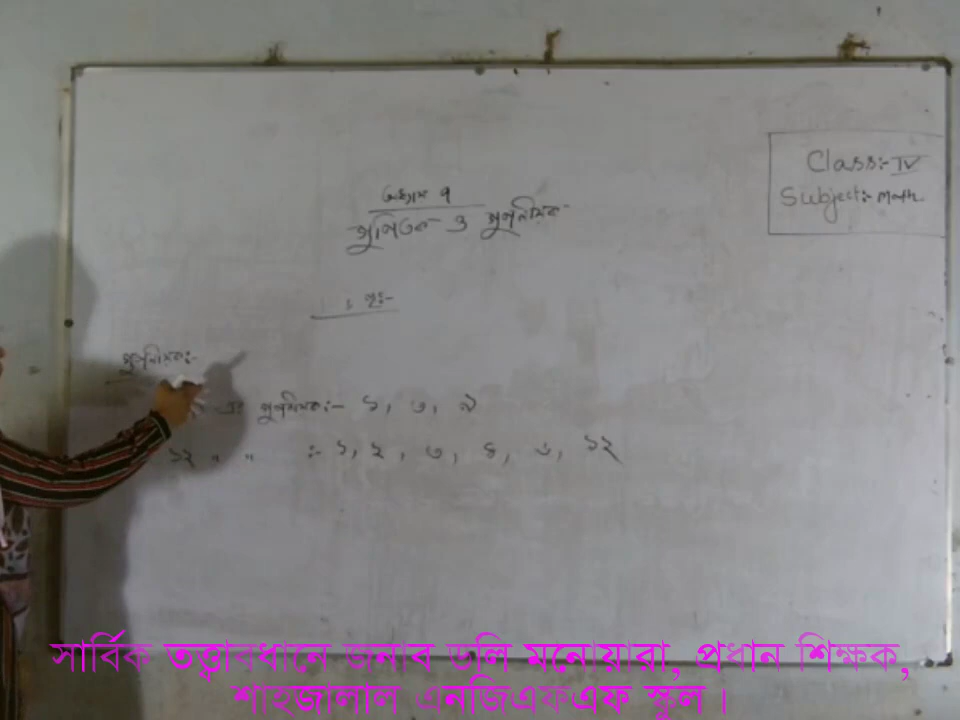 Class:- IV
Subject:- Math
অধ্যায় ৭
গুণিতক ও গুণনীয়ক
গুণনীয়ক:-
এর গুণনীয়ক:- ১, ৩, ৯
১২ " " :- ১, ২, ৩, ৪, ৬, ১২
সার্বিক তত্ত্বাবধানে জনাব ডলি মনোয়ারা, প্রধান শিক্ষক,
শাহজালাল এনজিএফএফ স্কুল।